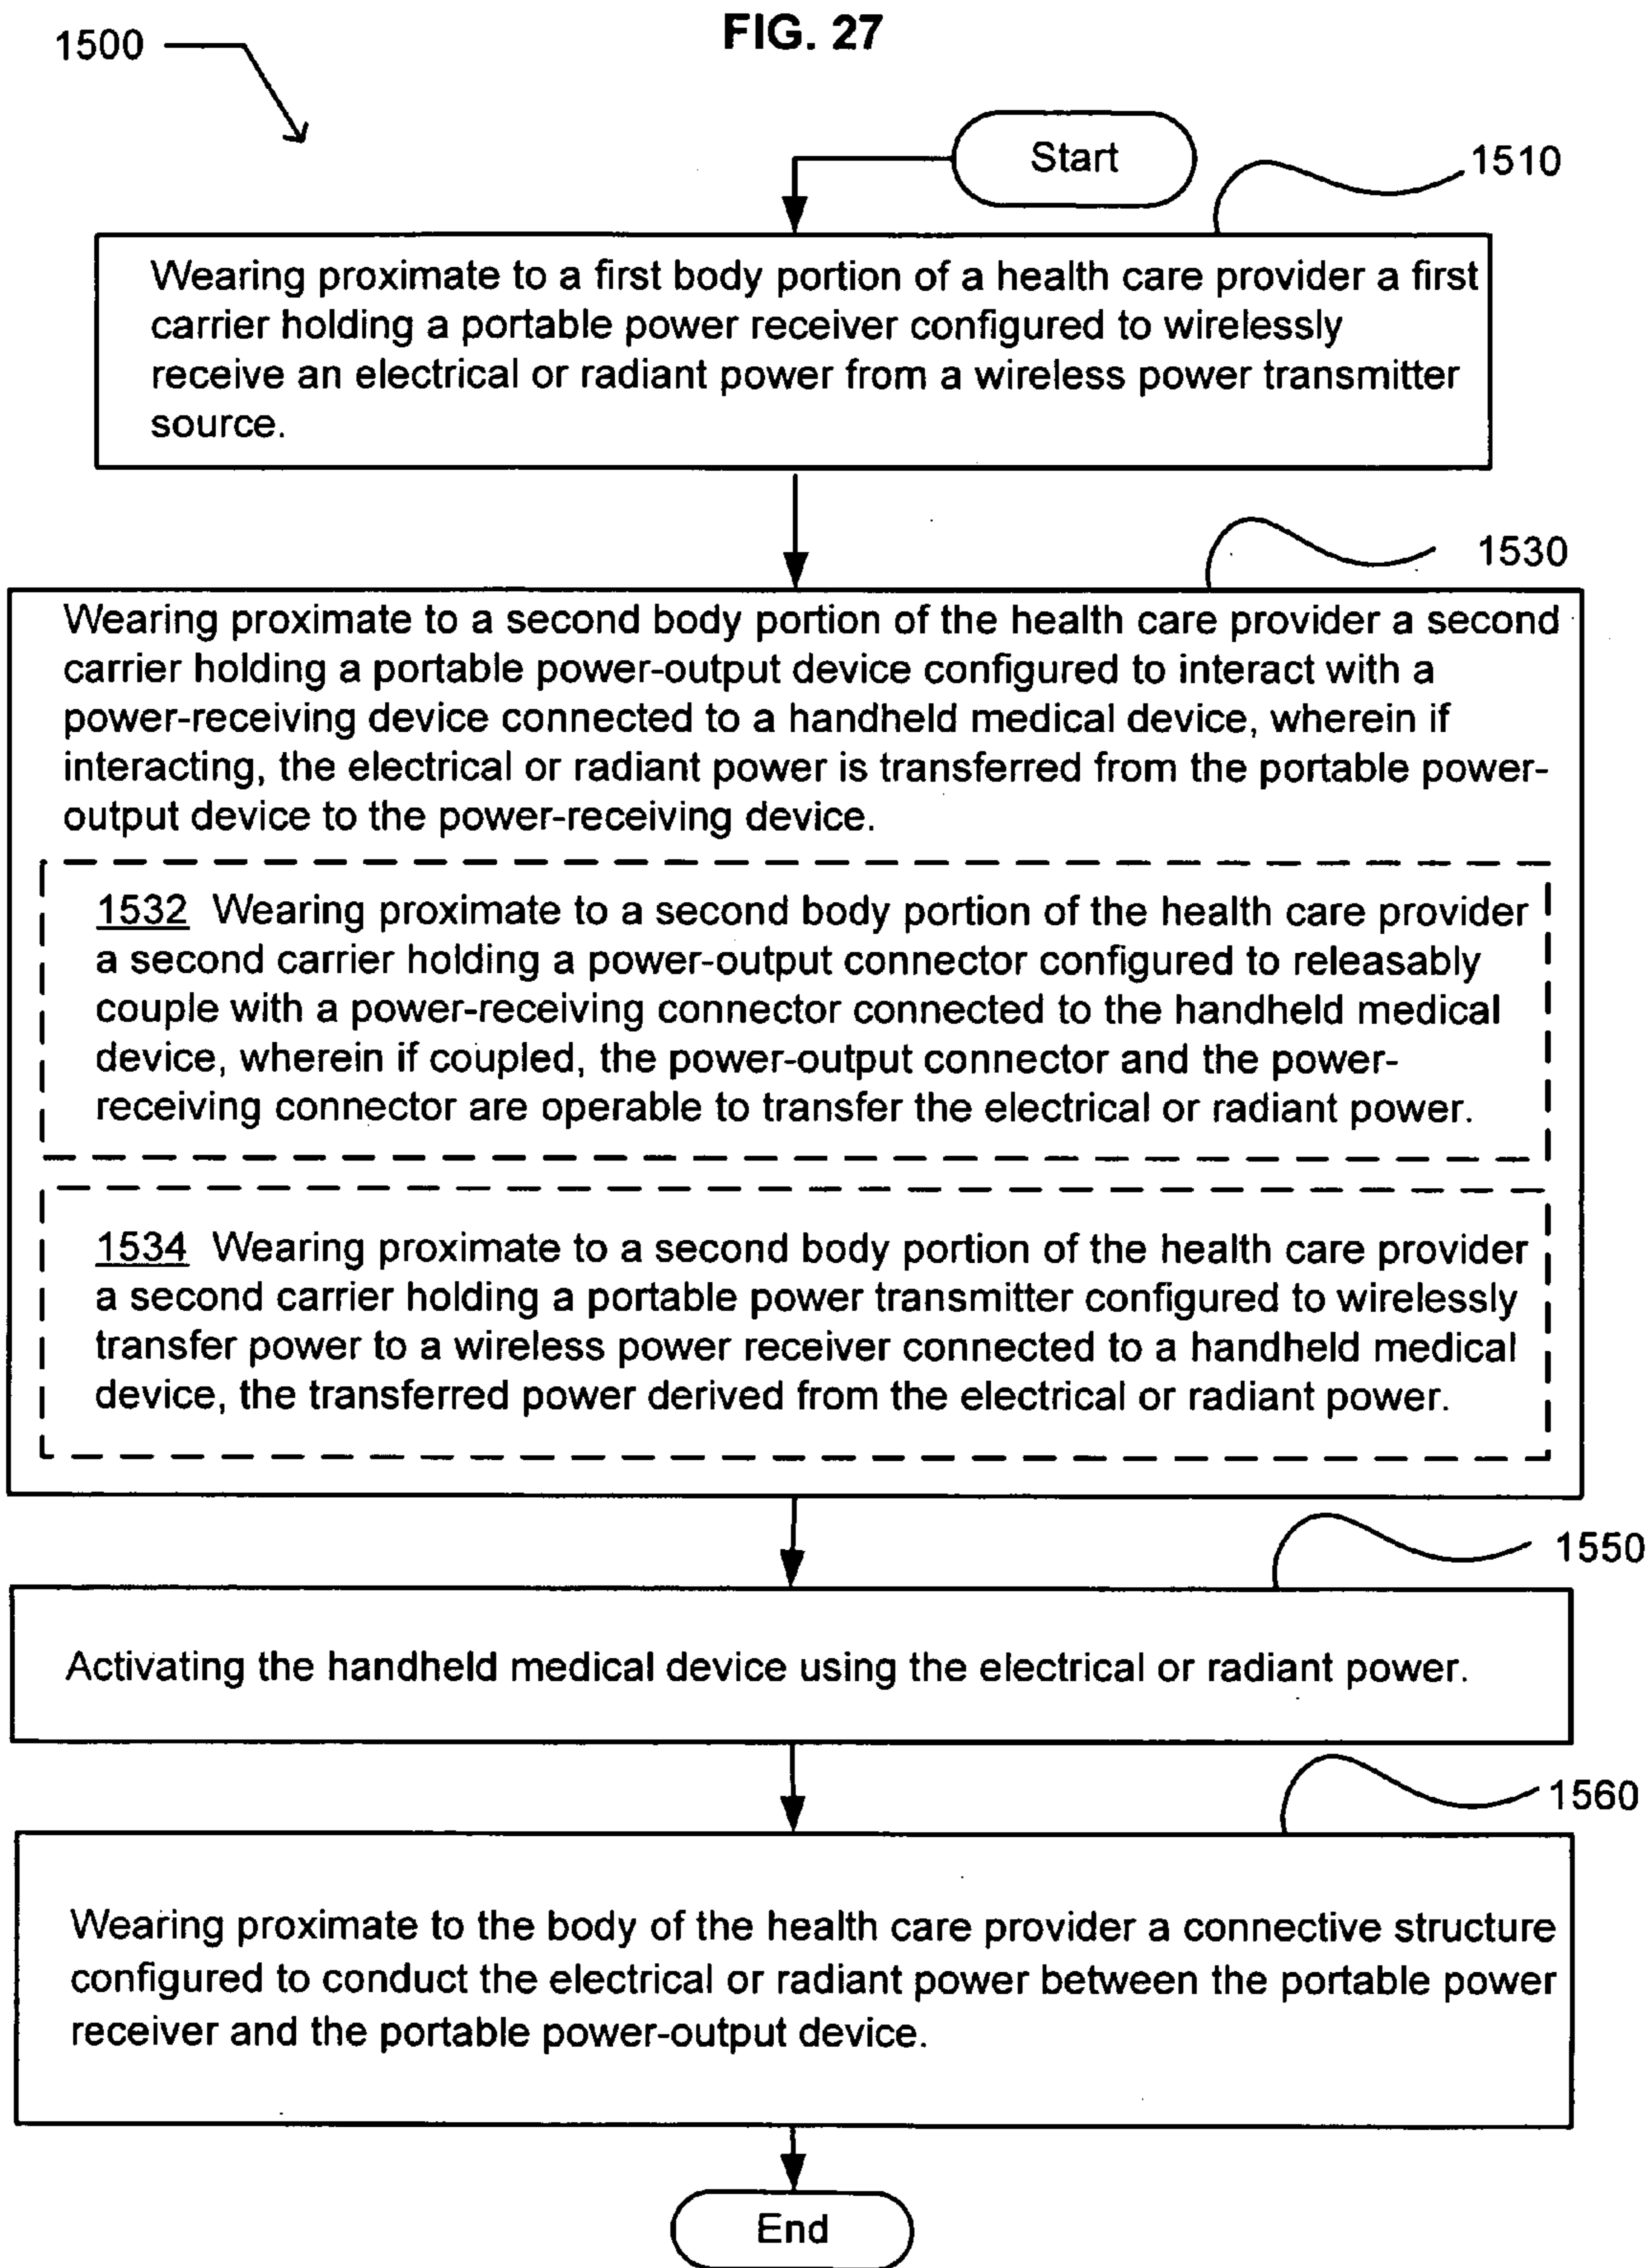 FIG. 27
1500
Start
1510
Wearing proximate to a first body portion of a health care provider a first
carrier holding a portable power receiver configured to wirelessly
receive an electrical or radiant power from a wireless power transmitter
source.
1530
Wearing proximate to a second body portion of the health care provider a second
carrier holding a portable power-output device configured to interact with a
power-receiving device connected to a handheld medical device, wherein if
interacting, the electrical or radiant power is transferred from the portable power-
output device to the power-receiving device.
1532 Wearing proximate to a second body portion of the health care provider
a second carrier holding a power-output connector configured to releasably
couple with a power-receiving connector connected to the handheld medical
device, wherein if coupled, the power-output connector and the power-
receiving connector are operable to transfer the electrical or radiant power.
1534 Wearing proximate to a second body portion of the health care provider
a second carrier holding a portable power transmitter configured to wirelessly
transfer power to a wireless power receiver connected to a handheld medical
device, the transferred power derived from the electrical or radiant power.
1550
Activating the handheld medical device using the electrical or radiant power.
1560
Wearing proximate to the body of the health care provider a connective structure
configured to conduct the electrical or radiant power between the portable power
receiver and the portable power-output device.
End